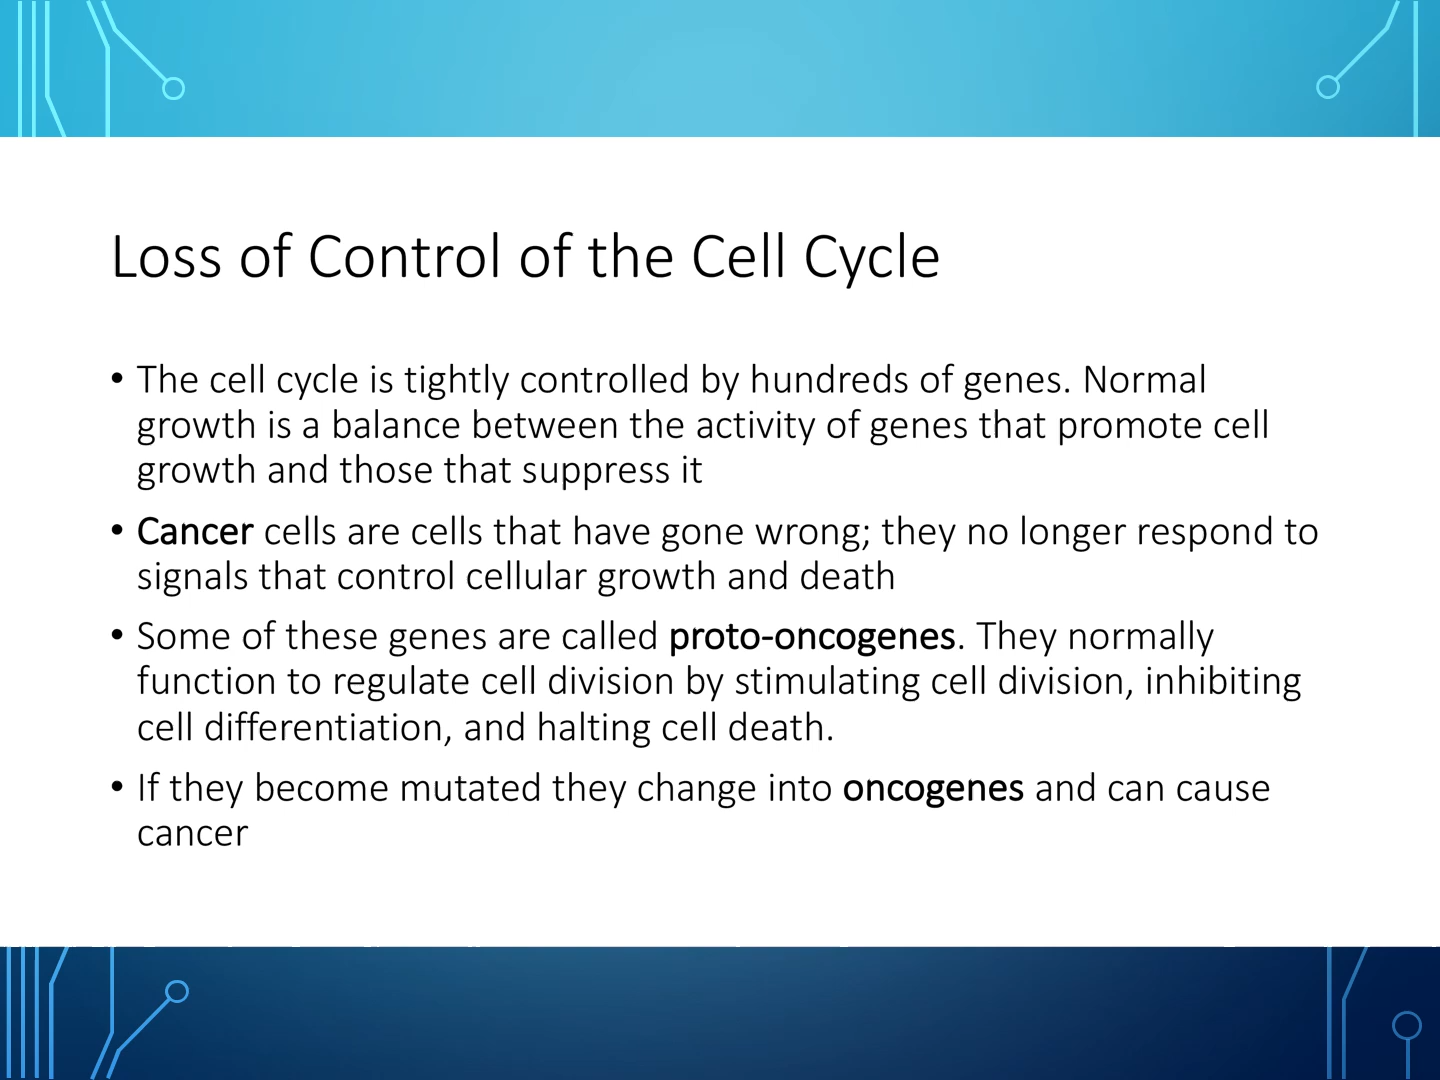 Loss of Control of the Cell Cycle
• The cell cycle is tightly controlled by hundreds of genes. Normal
growth is a balance between the activity of genes that promote cell
growth and those that suppress it
• Cancer cells are cells that have gone wrong; they no longer respond to
signals that control cellular growth and death
• Some of these genes are called proto-oncogenes. They normally
function to regulate cell division by stimulating cell division, inhibiting
cell differentiation, and halting cell death.
• If they become mutated they change into oncogenes and can cause
cancer